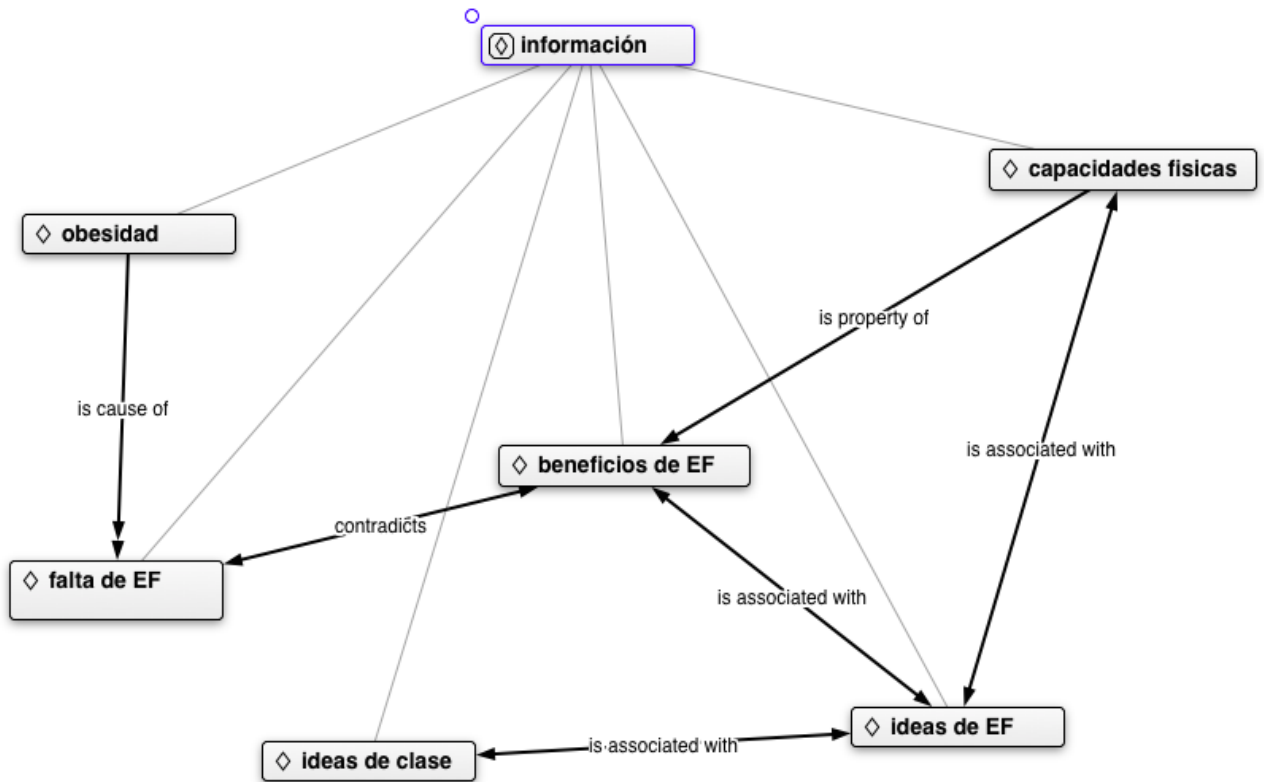 información
capacidades fisicas
obesidad
is property of
is cause of
is associated with
beneficios de EF
contradicts
falta de EF
is associated with
ideas de EF
is associated with
ideas de clase